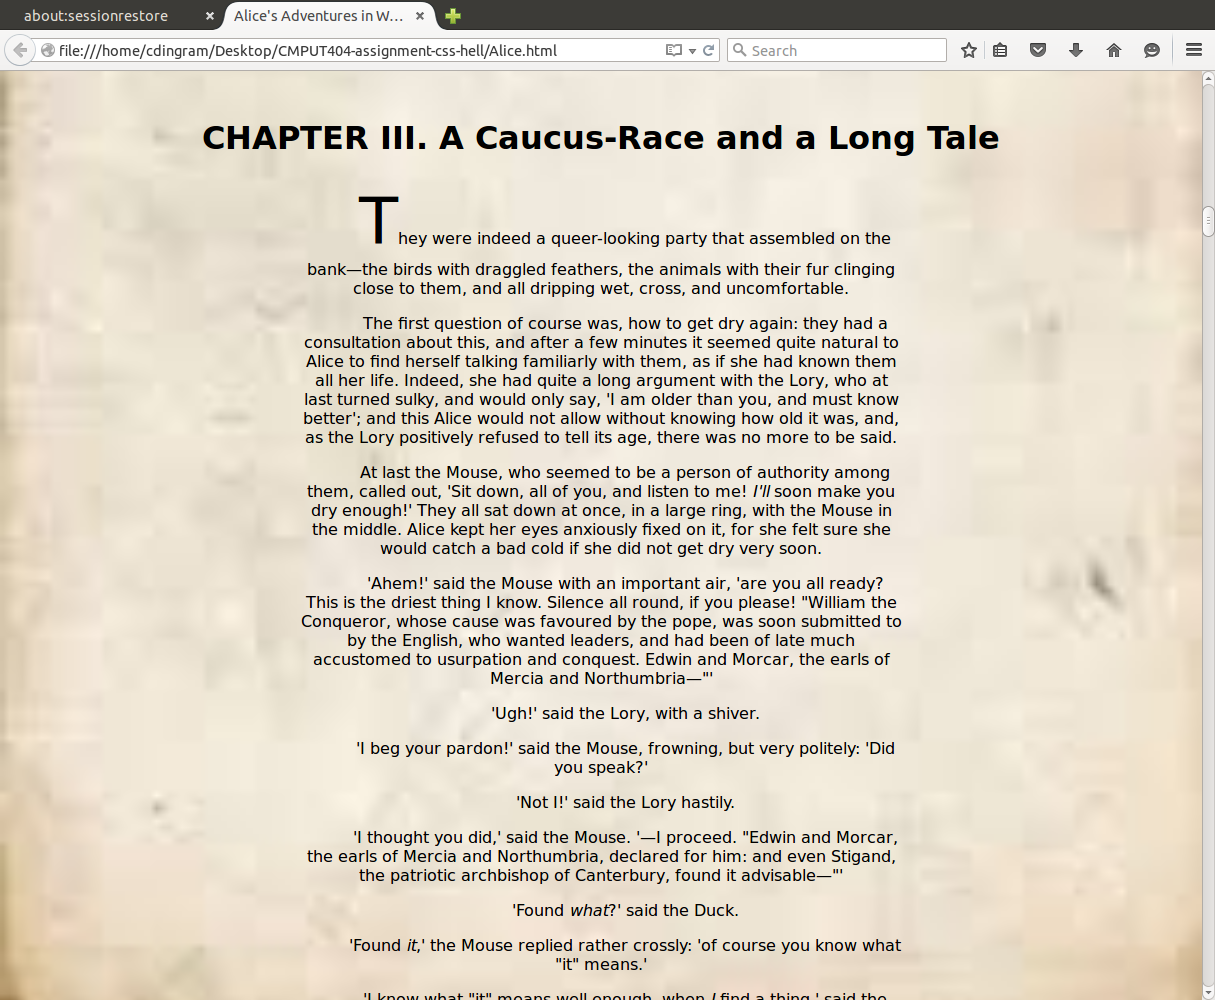 about:sessionrestore
Alice's Adventures in W...
file:///home/cdingram/Desktop/CMPUT404-assignment-css-hell/Alice.html
Search
CHAPTER III. A Caucus-Race and a Long Tale
They were indeed a queer-looking party that assembled on the
bank—the birds with draggled feathers, the animals with their fur clinging
close to them, and all dripping wet, cross, and uncomfortable.
The first question of course was, how to get dry again: they had a
consultation about this, and after a few minutes it seemed quite natural to
Alice to find herself talking familiarly with them, as if she had known them
all her life. Indeed, she had quite a long argument with the Lory, who at
last turned sulky, and would only say, 'I am older than you, and must know
better'; and this Alice would not allow without knowing how old it was, and,
as the Lory positively refused to tell its age, there was no more to be said.
At last the Mouse, who seemed to be a person of authority among
them, called out, 'Sit down, all of you, and listen to me! I'll soon make you
dry enough!' They all sat down at once, in a large ring, with the Mouse in
the middle. Alice kept her eyes anxiously fixed on it, for she felt sure she
would catch a bad cold if she did not get dry very soon.
'Ahem!' said the Mouse with an important air, 'are you all ready?
This is the driest thing I know. Silence all round, if you please! "William the
Conqueror, whose cause was favoured by the pope, was soon submitted to
by the English, who wanted leaders, and had been of late much
accustomed to usurpation and conquest. Edwin and Morcar, the earls of
Mercia and Northumbria—"'
'Ugh!' said the Lory, with a shiver.
'I beg your pardon!' said the Mouse, frowning, but very politely: 'Did
you speak?'
'Not I!' said the Lory hastily.
'I thought you did,' said the Mouse. '—I proceed. "Edwin and Morcar,
the earls of Mercia and Northumbria, declared for him: and even Stigand,
the patriotic archbishop of Canterbury, found it advisable—"'
'Found what?' said the Duck.
'Found it,' the Mouse replied rather crossly: 'of course you know what
"it" means.'
'I know what "it" means well enough, when I find a thing,' said the